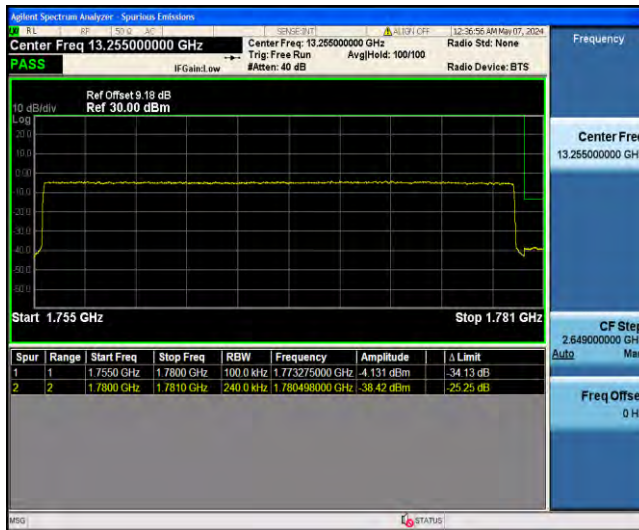 Agilent Spectrum Analyzer - Spurious Emissions
RL RF 50 Ω AC SENSE:INT ALIGN OFF 12:36:56 AM May 07, 2024
Center Freq 13.255000000 GHz Center Freq: 13.255000000 GHz Radio Std: None
Trig: Free Run Avg|Hold: 100/100
PASS IFGain:Low #Atten: 40 dB Radio Device: BTS
Ref Offset 9.18 dB
10 dB/div Ref 30.00 dBm
Log
20.0
10.0
0.00
-10.0
-20.0
-30.0
-40.0
-50.0
-60.0
Start 1.755 GHz Stop 1.781 GHz
Spur Range Start Freq Stop Freq RBW Frequency Amplitude Δ Limit
1 1 1.7550 GHz 1.7800 GHz 100.0 kHz 1.773275000 GHz -4.131 dBm -34.13 dB
2 2 1.7800 GHz 1.7810 GHz 240.0 kHz 1.780498000 GHz -38.42 dBm -25.25 dB
MSG STATUS
Frequency
Center Fre
13.255000000 GH
CF Step
2.649000000 GH
Auto Ma
Freq Offse
0 H